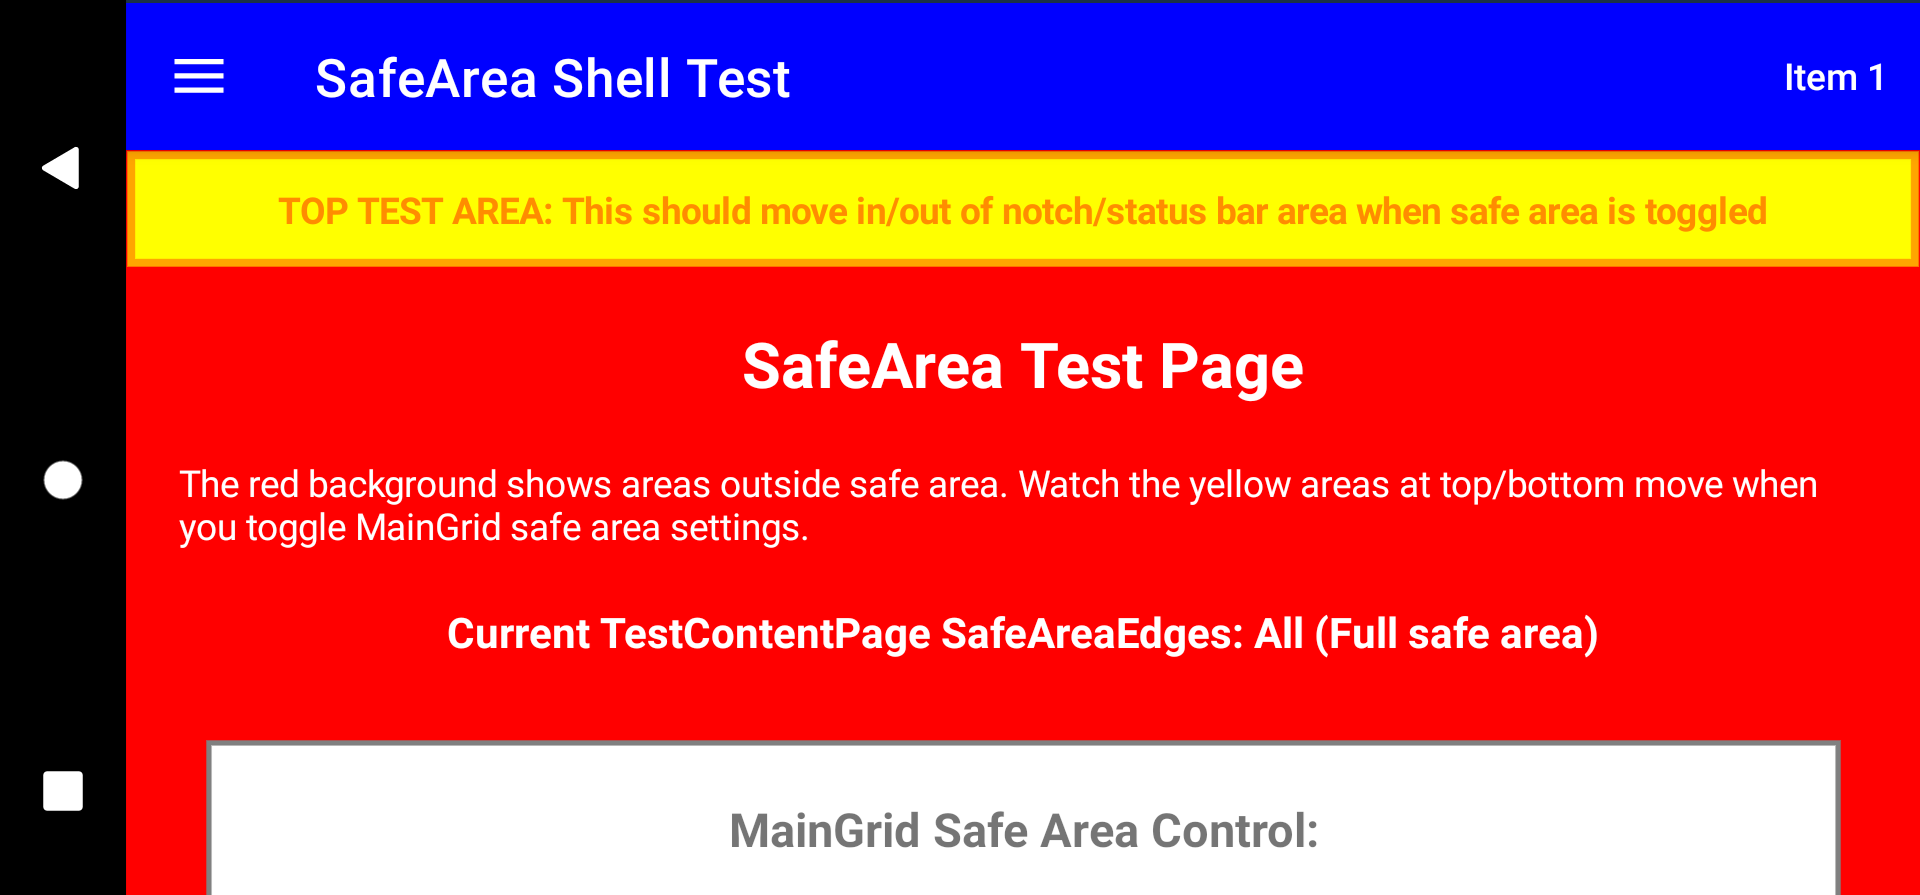 SafeArea Shell Test
Item 1
TOP TEST AREA: This should move in/out of notch/status bar area when safe area is toggled
SafeArea Test Page
The red background shows areas outside safe area. Watch the yellow areas at top/bottom move when
you toggle MainGrid safe area settings.
Current TestContentPage SafeAreaEdges: All (Full safe area)
MainGrid Safe Area Control: